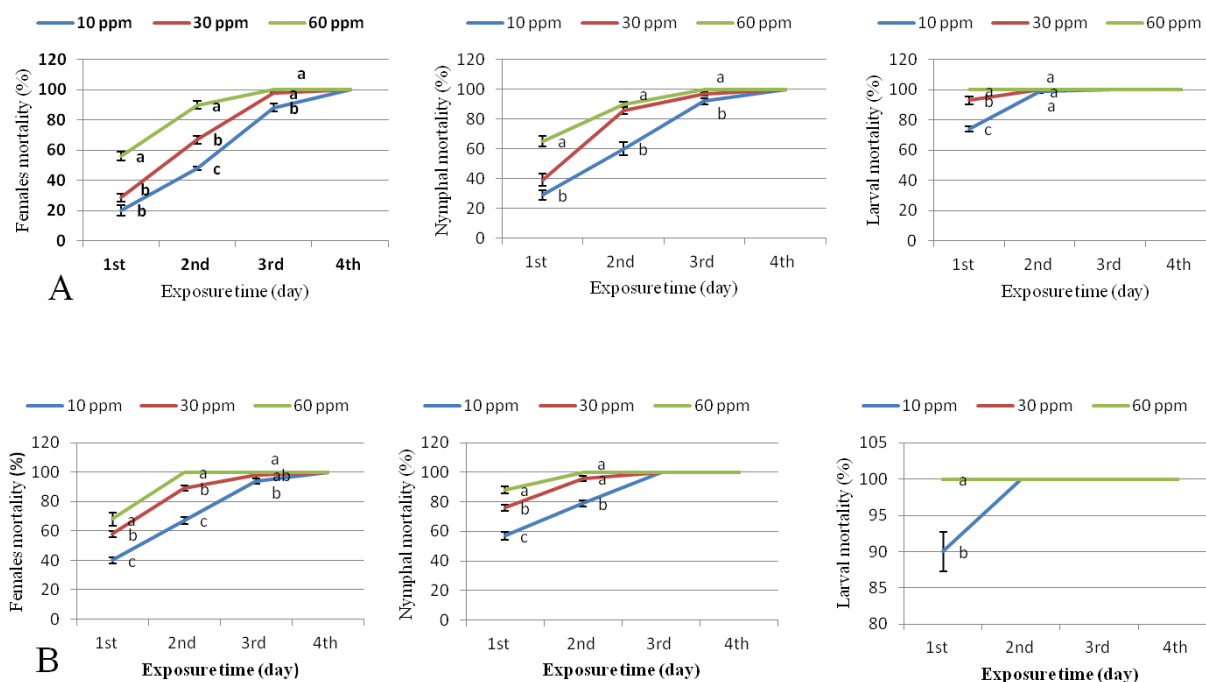 10 ppm 30 ppm 60 ppm
Females mortality (%)
120
100
80
60
40
20
0
a
b
b
a
b
c
a
a
b
1st 2nd 3rd 4th
Exposure time (day)
A
10 ppm 30 ppm 60 ppm
Nymphal mortality (%)
120
100
80
60
40
20
0
a
b
a
b
a
b
1st 2nd 3rd 4th
Exposure time (day)
10 ppm 30 ppm 60 ppm
Larval mortality (%)
120
100
80
60
40
20
0
a
b
c
a
a
a
1st 2nd 3rd 4th
Exposure time (day)
10 ppm 30 ppm 60 ppm
Females mortality (%)
120
100
80
60
40
20
0
a
b
c
a
b
c
a
ab
b
1st 2nd 3rd 4th
Exposure time (day)
B
10 ppm 30 ppm 60 ppm
Nymphal mortality (%)
120
100
80
60
40
20
0
a
b
c
a
a
b
1st 2nd 3rd 4th
Exposure time (day)
10 ppm 30 ppm 60 ppm
Larval mortality (%)
105
100
95
90
85
80
a
b
1st 2nd 3rd 4th
Exposure time (day)